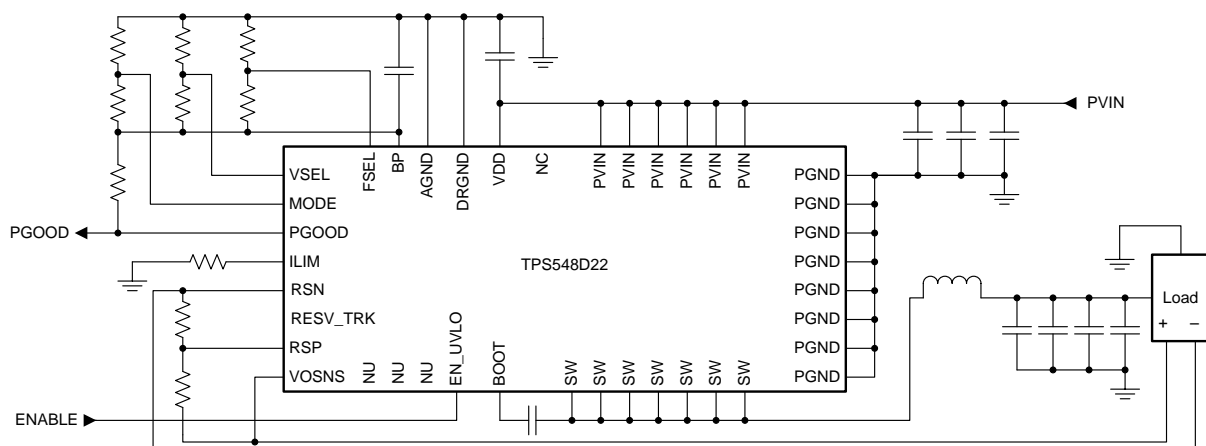 PVIN
FSEL
BP
AGND
DRGND
VDD
NC
PVIN
PVIN
PVIN
PVIN
PVIN
PVIN
VSEL
MODE
PGOOD
PGOOD
ILIM
RSN
RESV_TRK
RSP
VOSNS
TPS548D22
PGND
PGND
PGND
PGND
PGND
PGND
PGND
PGND
Load
+ −
NU
NU
NU
EN_UVLO
BOOT
SW
SW
SW
SW
SW
SW
SW
ENABLE